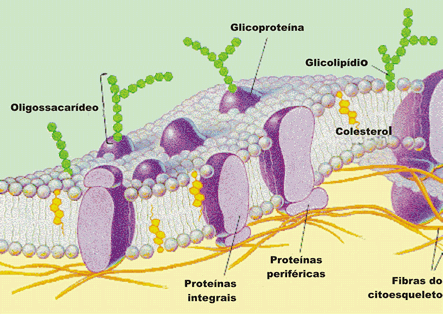 Glicoproteína
Glicolipídio
Oligossacarídeo
Colesterol
Proteínas
integrais
Proteínas
periféricas
Fibras do
citoesqueleto